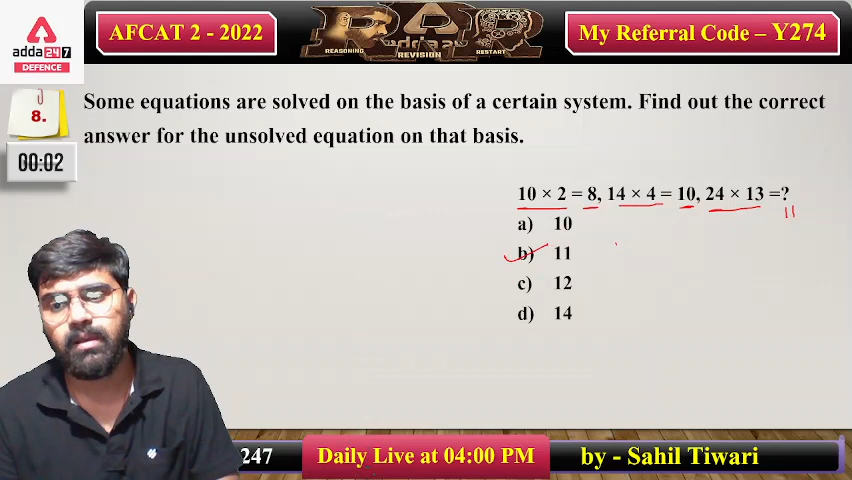 AFCAT 2 - 2022
REASONING
REVISION
RESTART
My Referral Code – Y274
adda247
DEFENCE
8.
00:02
Some equations are solved on the basis of a certain system. Find out the correct
answer for the unsolved equation on that basis.
10 × 2 = 8, 14 × 4 = 10, 24 × 13 =?
11
a) 10
b) 11
c) 12
d) 14
247
Daily Live at 04:00 PM
by - Sahil Tiwari